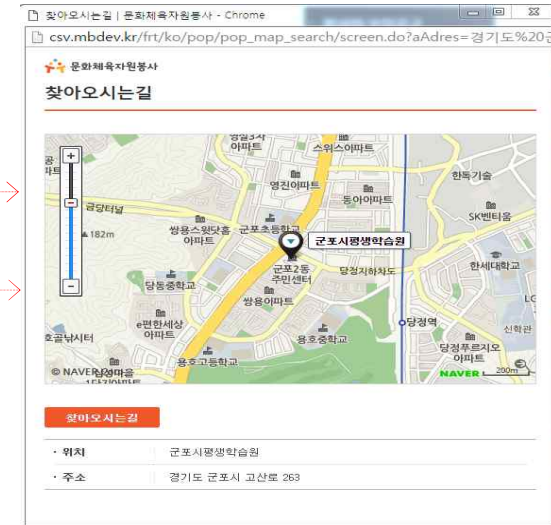 찾아오시는길 | 문화체육자원봉사 - Chrome
csv.mbdev.kr/frt/ko/pop/pop_map_search/screen.do?aAdres=경기도%20군
문화체육자원봉사
찾아오시는길
아파트
스위스아파트
영진아파트
한동기술
동아아파트
금당터널
SK벤티움
▲182m
쌍용스윗닷홈
아파트
군포초등학교
군포시평생학습원
군포2동
주민센터
당정지하차도
한세대학교
당동중학교
쌍용아파트
LG
e편한세상
아파트
당정역
신학관
호골낚시터
용호중학교
당정푸르지오
아파트
용호고등학교
© NAVER
NAVER 200m
찾아오시는길
· 위치 군포시평생학습원
· 주소 경기도 군포시 고산로 263